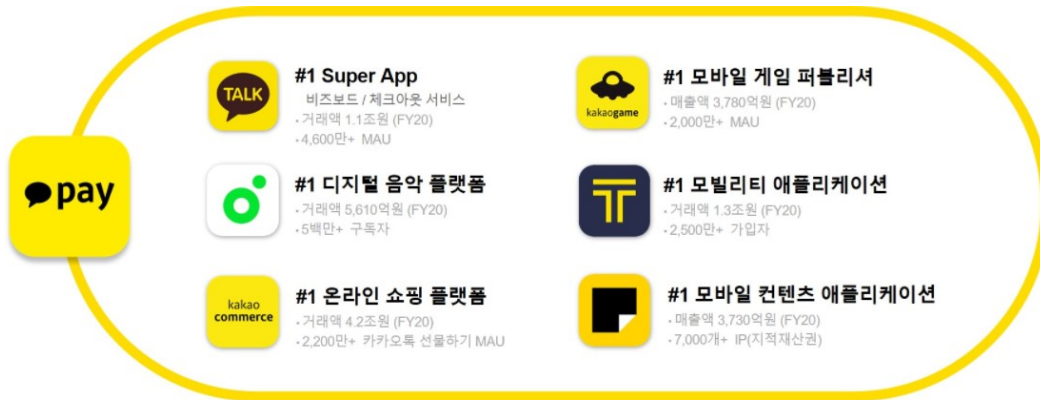 pay
TALK
#1 Super App
비즈보드 / 체크아웃 서비스
· 거래액 1.1조원 (FY20)
· 4,600만+ MAU
#1 디지털 음악 플랫폼
· 거래액 5,610억원 (FY20)
· 5백만+ 구독자
kakao
commerce
#1 온라인 쇼핑 플랫폼
· 거래액 4.2조원 (FY20)
· 2,200만+ 카카오톡 선물하기 MAU
kakaogame
#1 모바일 게임 퍼블리셔
· 매출액 3,780억원 (FY20)
· 2,000만+ MAU
T
#1 모빌리티 애플리케이션
· 거래액 1.3조원 (FY20)
· 2,500만+ 가입자
#1 모바일 컨텐츠 애플리케이션
· 매출액 3,730억원 (FY20)
· 7,000개+ IP(지적재산권)